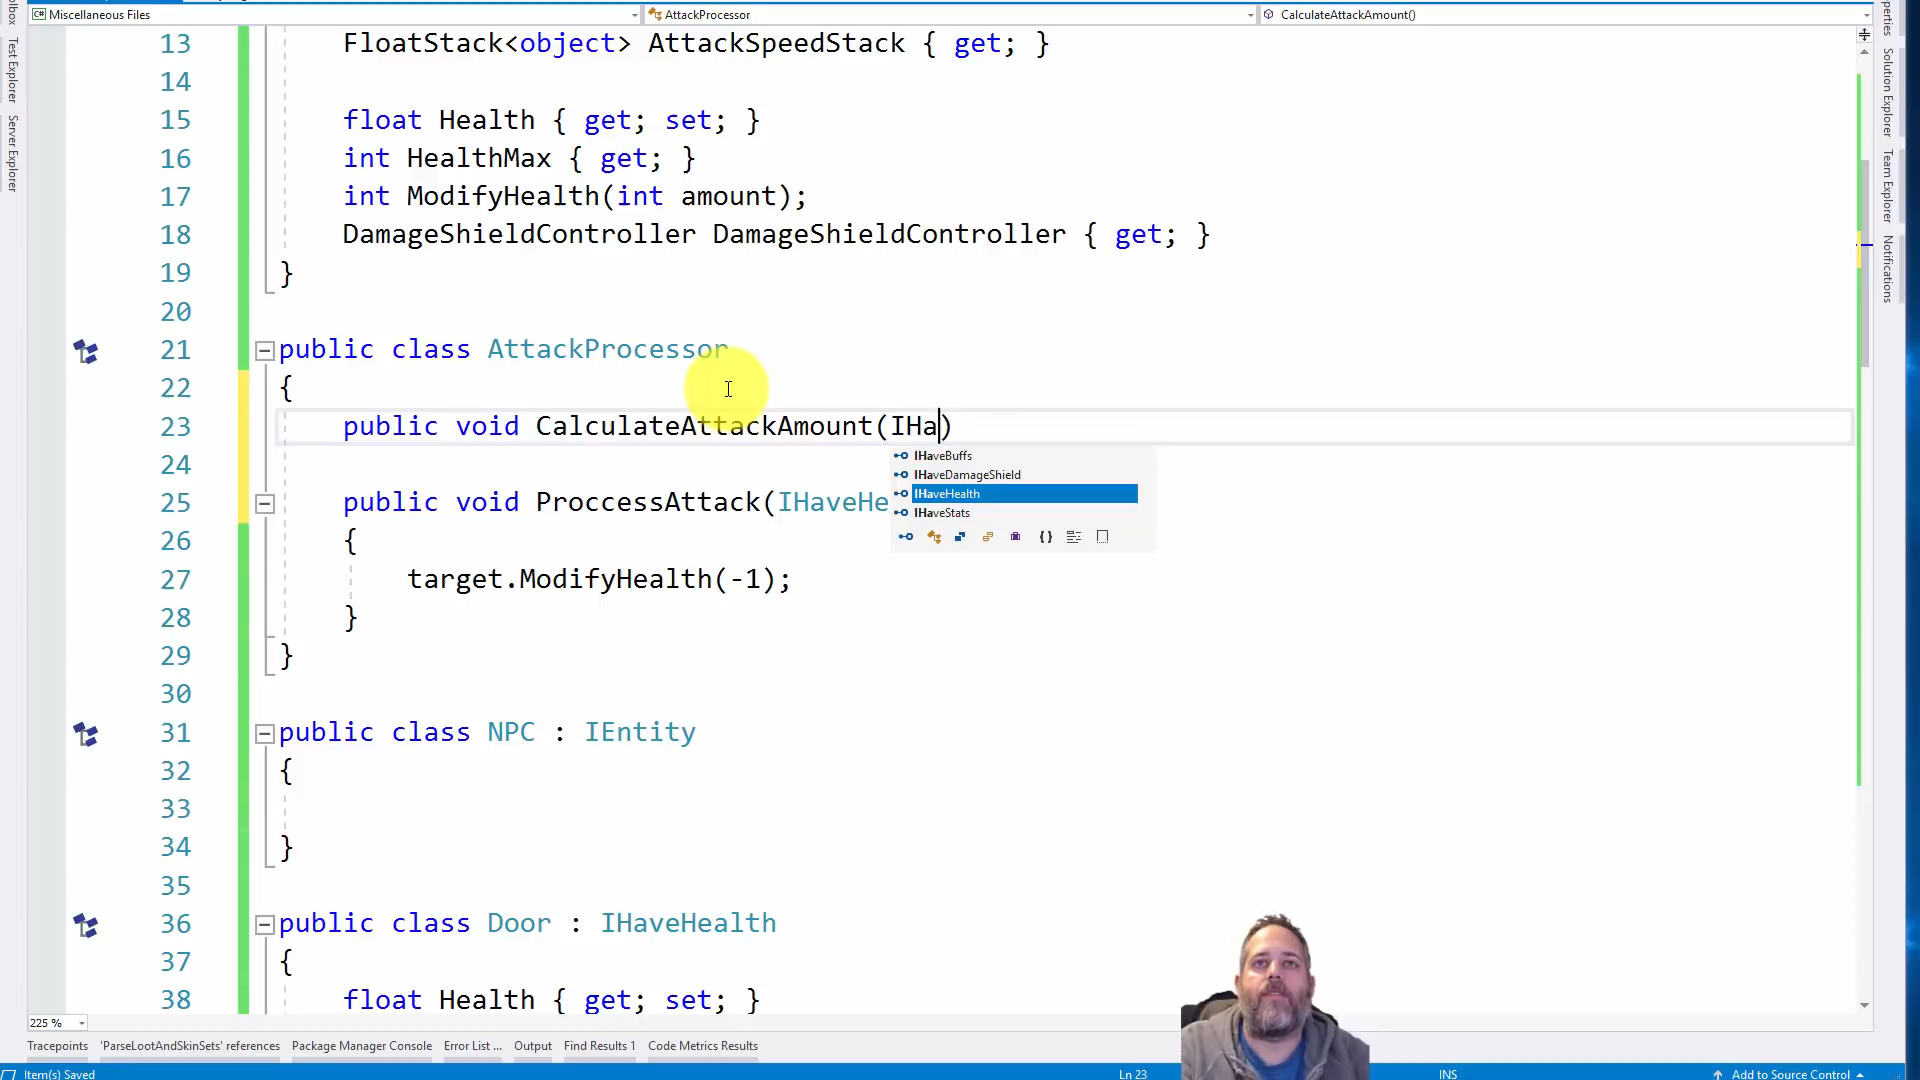 Miscellaneous Files
AttackProcessor
CalculateAttackAmount()
13 FloatStack<object> AttackSpeedStack { get; }
14
15 float Health { get; set; }
16 int HealthMax { get; }
17 int ModifyHealth(int amount);
18 DamageShieldController DamageShieldController { get; }
19 }
20
21 public class AttackProcessor
22 {
23 public void CalculateAttackAmount(IHa)
24
IHaveBuffs
IHaveDamageShield
IHaveHealth
IHaveStats
25 public void ProccessAttack(IHaveHe
26 {
27 target.ModifyHealth(-1);
28 }
29 }
30
31 public class NPC : IEntity
32 {
33
34 }
35
36 public class Door : IHaveHealth
37 {
38 float Health { get; set; }
225 %
Test Explorer
Server Explorer
Solution Explorer
Team Explorer
Notifications
Tracepoints
'ParseLootAndSkinSets' references
Package Manager Console
Error List ...
Output
Find Results 1
Code Metrics Results
Item(s) Saved
Ln 23
INS
Add to Source Control